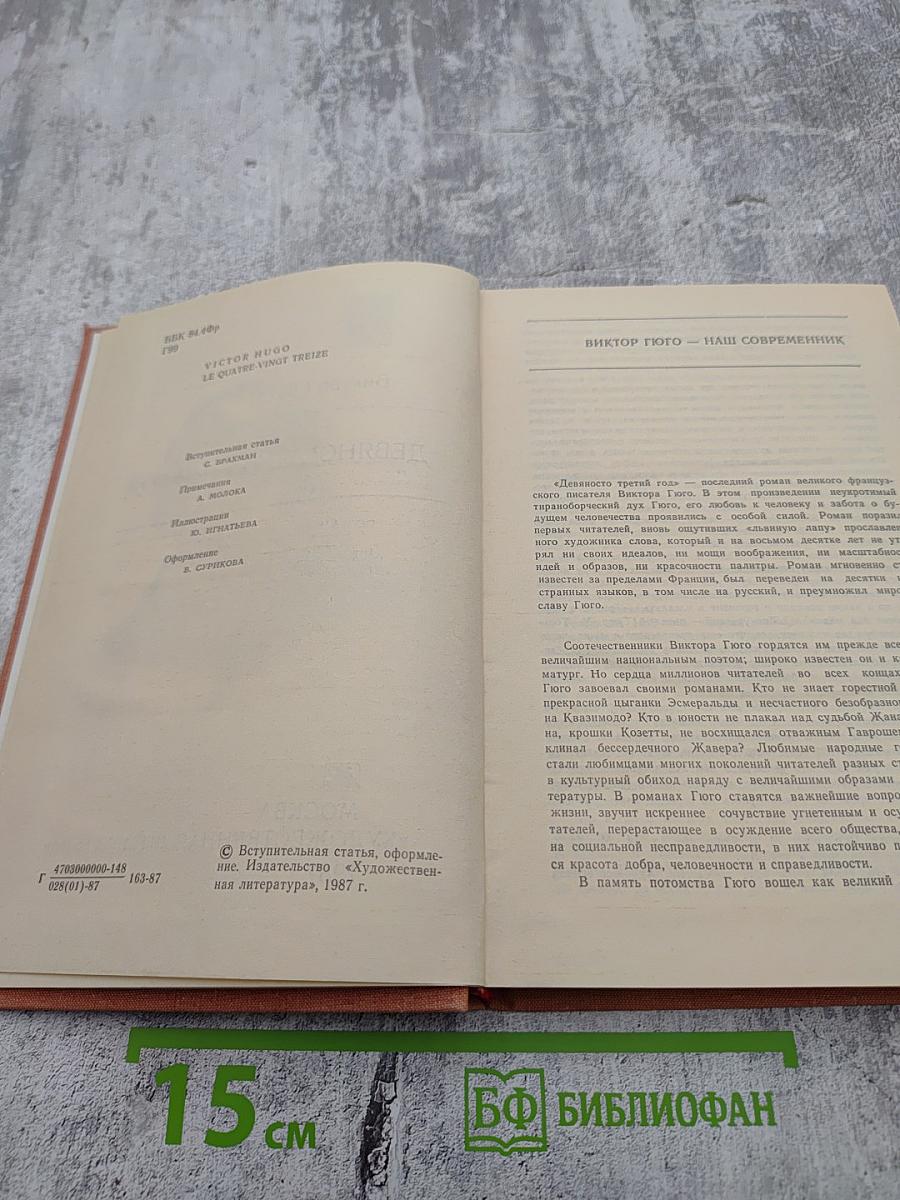 ББК 84.4Фр
Г99
VICTOR HUGO
LE QUATRE-VINGT TREIZE
Вступительная статья
С. БРАХМАН
Примечания
А. МОЛОКА
Иллюстрации
Ю. ИГНАТЬЕВА
Оформление
В. СУРИКОВА
Г 4703000000-148
028(01)-87 163-87
© Вступительная статья, оформле-
ние. Издательство «Художествен-
ная литература», 1987 г.
ВИКТОР ГЮГО — НАШ СОВРЕМЕННИК
«Девяносто третий год» — последний роман великого француз-
ского писателя Виктора Гюго. В этом произведении неукротимый
тираноборческий дух Гюго, его любовь к человеку и забота о бу-
дущем человечества проявились с особой силой. Роман поразил
первых читателей, вновь ощутивших «львиную лапу» прославлен
ного художника слова, который и на восьмом десятке лет не ут
рял ни своих идеалов, ни мощи воображения, ни масштабнос
идей и образов, ни красочности палитры. Роман мгновенно ст
известен за пределами Франции, был переведен на десятки и
странных языков, в том числе на русский, и преумножил миро
славу Гюго.
Соотечественники Виктора Гюго гордятся им прежде все
величайшим национальным поэтом; широко известен он и к
матург. Но сердца миллионов читателей во всех концах
Гюго завоевал своими романами. Кто не знает горестной
прекрасной цыганки Эсмеральды и несчастного безобразно
на Квазимодо? Кто в юности не плакал над судьбой Жана
на, крошки Козетты, не восхищался отважным Гаврошем
клинал бессердечного Жавера? Любимые народные г
стали любимцами многих поколений читателей разных ст
в культурный обиход наряду с величайшими образами
тературы. В романах Гюго ставятся важнейшие вопро
жизни, звучит искреннее сочувствие угнетенным и осу
тателей, перерастающее в осуждение всего общества,
на социальной несправедливости, в них настойчиво п
ся красота добра, человечности и справедливости.
В память потомства Гюго вошел как великий
15 см
БФ БИБЛИОФАН